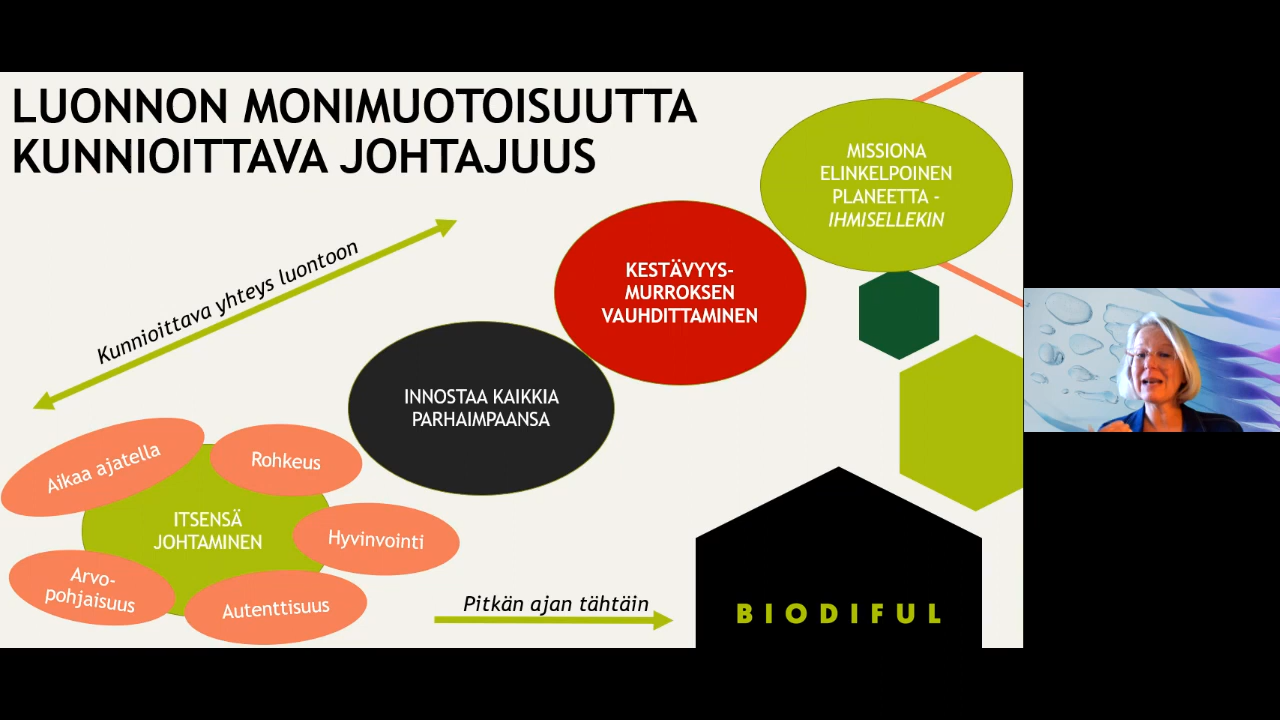 LUONNON MONIMUOTOISUUTTA
KUNNIOITTAVA JOHTAJUUS
MISSIONA
ELINKELPOINEN
PLANEETTA -
IHMISELLEKIN
KESTÄVYYS-
MURROKSEN
VAUHDITTAMINEN
Kunnioittava yhteys luontoon
INNOSTAA KAIKKIA
PARHAIMPAANSA
Aikaa ajatella
Rohkeus
ITSENSÄ
JOHTAMINEN
Hyvinvointi
Arvo-
pohjaisuus
Autenttisuus
Pitkän ajan tähtäin
BIODIFUL